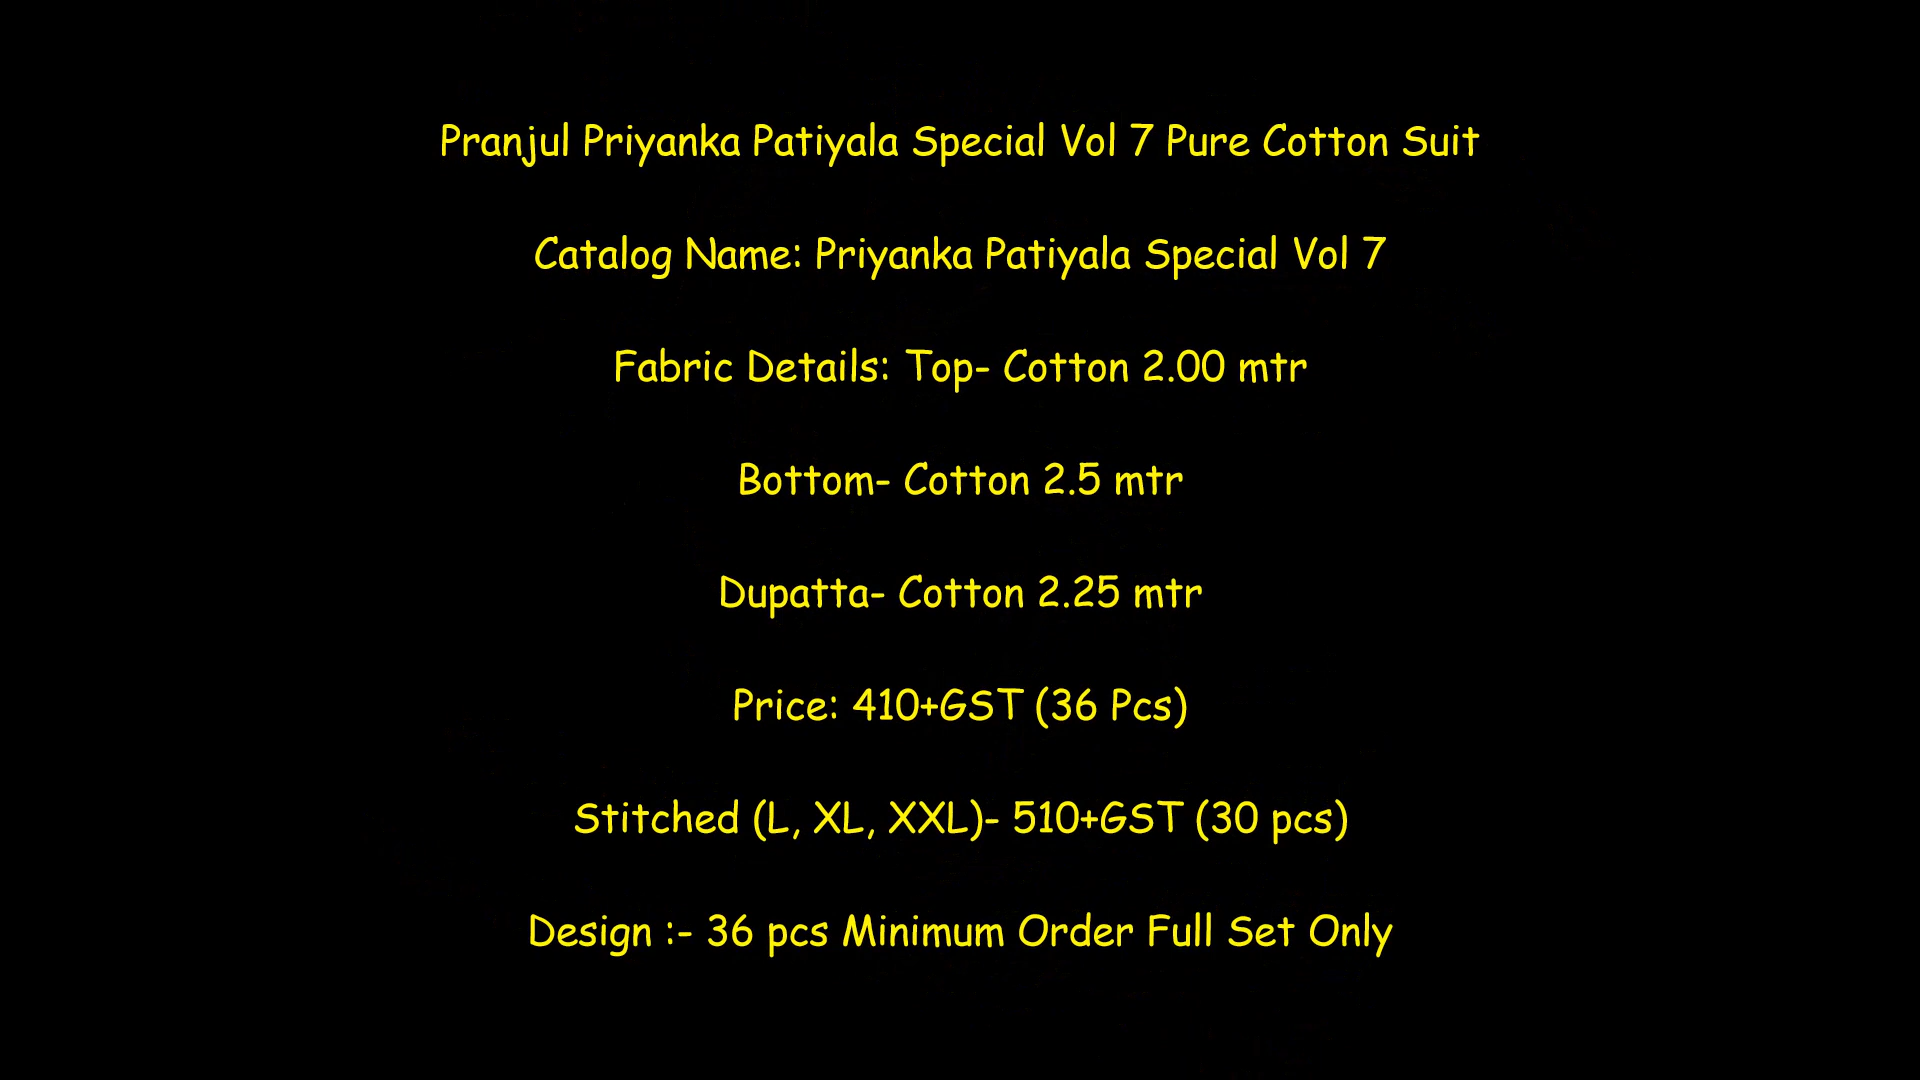 Pranjul Priyanka Patiyala Special Vol 7 Pure Cotton Suit
Catalog Name: Priyanka Patiyala Special Vol 7
Fabric Details: Top- Cotton 2.00 mtr
Bottom- Cotton 2.5 mtr
Dupatta- Cotton 2.25 mtr
Price: 410+GST (36 Pcs)
Stitched (L, XL, XXL)- 510+GST (30 pcs)
Design :- 36 pcs Minimum Order Full Set Only